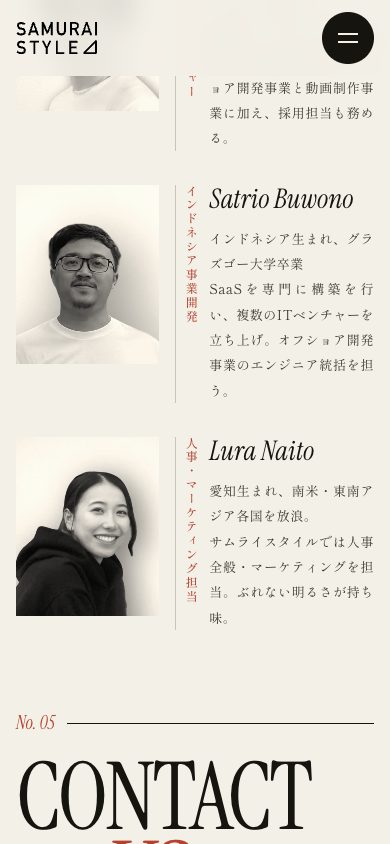 SAMURAI
STYLE
ー
ョア開発事業と動画制作事
業に加え、採用担当も務め
る。
インドネシア事業開発
Satrio Buwono
インドネシア生まれ、グラ
ズゴー大学卒業
SaaSを専門に構築を行
い、複数のITベンチャーを
立ち上げ。オフショア開発
事業のエンジニア統括を担
う。
人事・マーケティング担当
Lura Naito
愛知生まれ、南米・東南ア
ジア各国を放浪。
サムライスタイルでは人事
全般・マーケティングを担
当。ぶれない明るさが持ち
味。
No. 05
CONTACT